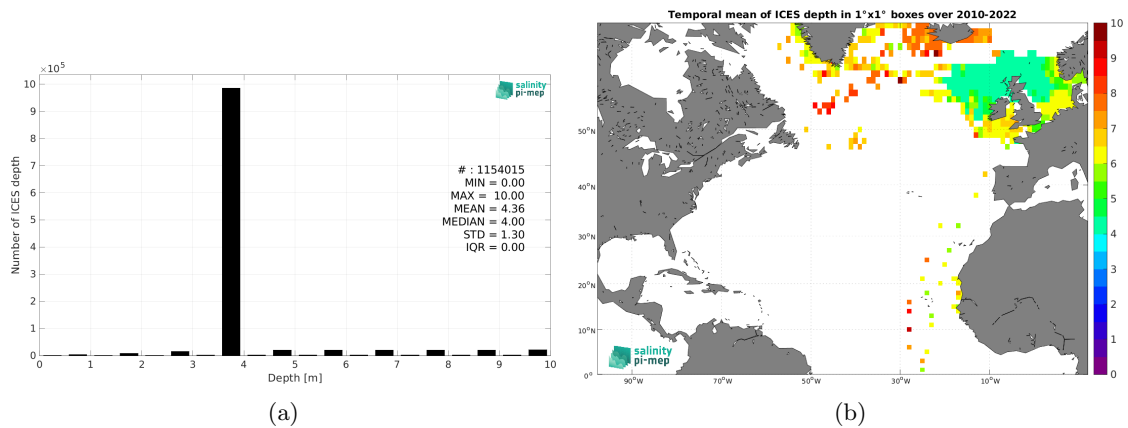 ×10⁵
10
9
8
7
6
5
4
3
2
1
0
Number of ICES depth
salinity
pi-mep
# : 1154015
MIN = 0.00
MAX = 10.00
MEAN = 4.36
MEDIAN = 4.00
STD = 1.30
IQR = 0.00
0 1 2 3 4 5 6 7 8 9 10
Depth [m]
(a)
Temporal mean of ICES depth in 1°x1° boxes over 2010-2022
50°N
40°N
30°N
20°N
10°N
0°
90°W 70°W 50°W 30°W 10°W
salinity
pi-mep
10
9
8
7
6
5
4
3
2
1
0
(b)